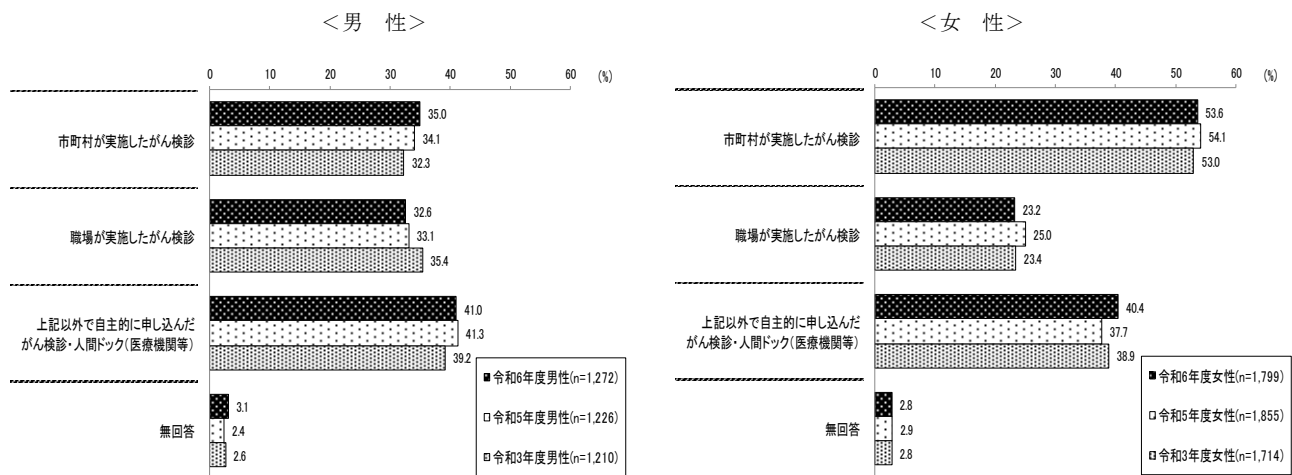 ＜男　性＞
0 10 20 30 40 50 60 (%)
市町村が実施したがん検診
35.0
34.1
32.3
職場が実施したがん検診
32.6
33.1
35.4
上記以外で自主的に申し込んだ
がん検診・人間ドック(医療機関等)
41.0
41.3
39.2
無回答
3.1
2.4
2.6
令和6年度男性(n=1,272)
令和5年度男性(n=1,226)
令和3年度男性(n=1,210)
＜女　性＞
0 10 20 30 40 50 60 (%)
市町村が実施したがん検診
53.6
54.1
53.0
職場が実施したがん検診
23.2
25.0
23.4
上記以外で自主的に申し込んだ
がん検診・人間ドック(医療機関等)
40.4
37.7
38.9
無回答
2.8
2.9
2.8
令和6年度女性(n=1,799)
令和5年度女性(n=1,855)
令和3年度女性(n=1,714)